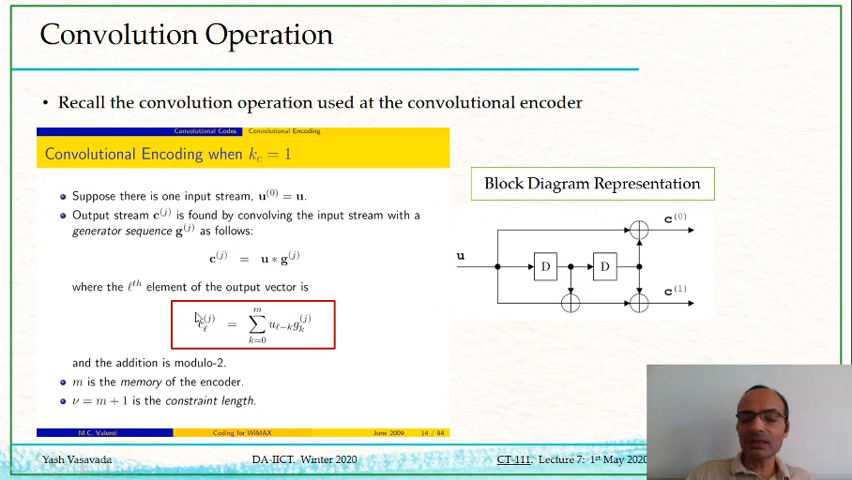 Convolution Operation
• Recall the convolution operation used at the convolutional encoder
Convolutional Codes Convolutional Encoding
Convolutional Encoding when k_c = 1
Suppose there is one input stream, u^(0) = u.
Output stream c^(j) is found by convolving the input stream with a
generator sequence g^(j) as follows:
c^(j) = u * g^(j)
where the ℓ^th element of the output vector is
c_ℓ^(j) = ∑_{k=0}^{m} u_{ℓ−k} g_k^(j)
and the addition is modulo-2.
m is the memory of the encoder.
ν = m + 1 is the constraint length.
M.C. Valenti Coding for WiMAX June 2009 14 / 94
Block Diagram Representation
u D D c^(0)
c^(1)
Yash Vasavada DA-IICT, Winter 2020 CT-111, Lecture 7: 1st May 2020